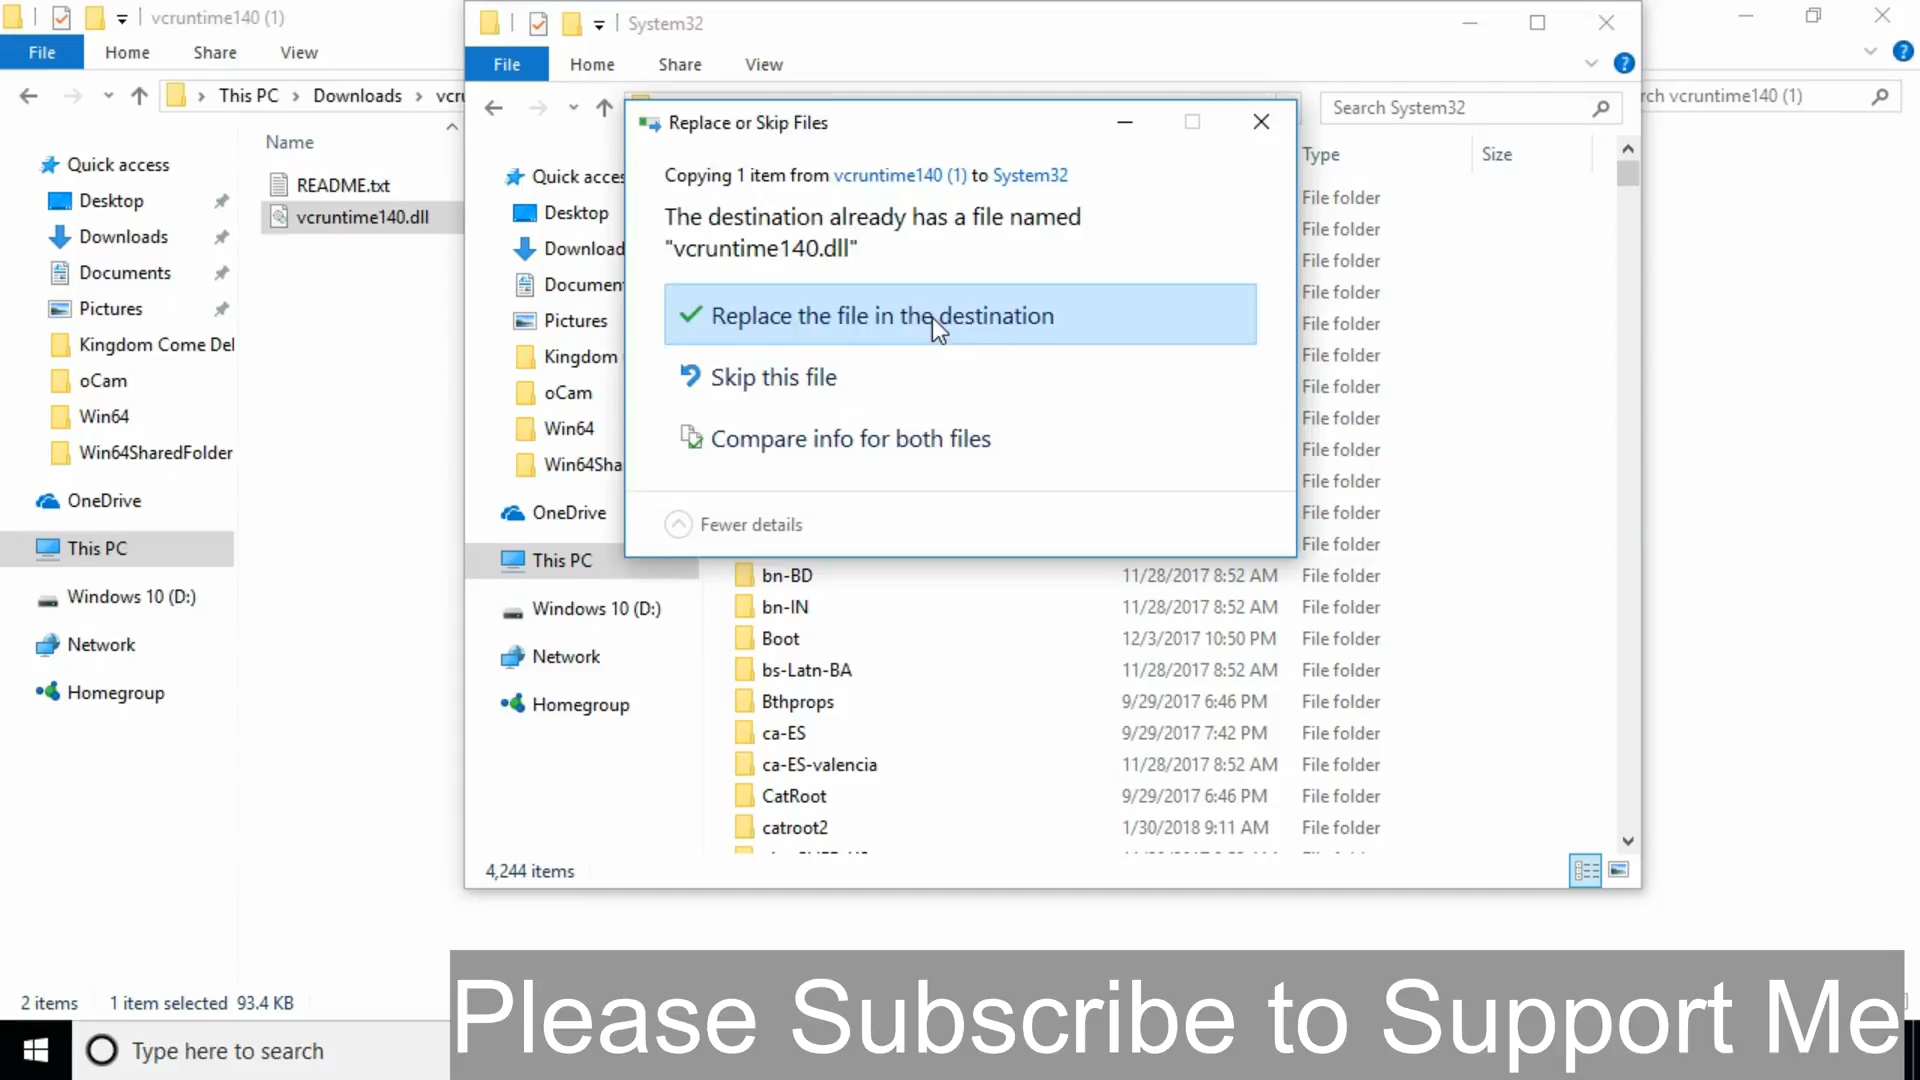 vcruntime140 (1)
File
Home
Share
View
This PC
Downloads
Name
README.txt
vcruntime140.dll
Quick access
Desktop
Downloads
Documents
Pictures
Kingdom Come Del
oCam
Win64
Win64SharedFolder
OneDrive
This PC
Windows 10 (D:)
Network
Homegroup
2 items
1 item selected 93.4 KB
Type here to search
System32
File
Home
Share
View
?
Search System32
Type
Size
Quick acces
Desktop
Download
Documen
Pictures
Kingdom
oCam
Win64
Win64Sha
OneDrive
This PC
Windows 10 (D:)
Network
Homegroup
Replace or Skip Files
Copying 1 item from vcruntime140 (1) to System32
The destination already has a file named
"vcruntime140.dll"
Replace the file in the destination
Skip this file
Compare info for both files
Fewer details
File folder
File folder
File folder
File folder
File folder
File folder
File folder
File folder
File folder
File folder
File folder
File folder
bn-BD 11/28/2017 8:52 AM File folder
bn-IN 11/28/2017 8:52 AM File folder
Boot 12/3/2017 10:50 PM File folder
bs-Latn-BA 11/28/2017 8:52 AM File folder
Bthprops 9/29/2017 6:46 PM File folder
ca-ES 9/29/2017 7:42 PM File folder
ca-ES-valencia 11/28/2017 8:52 AM File folder
CatRoot 9/29/2017 6:46 PM File folder
catroot2 1/30/2018 9:11 AM File folder
4,244 items
?
rch vcruntime140 (1)
Please Subscribe to Support Me